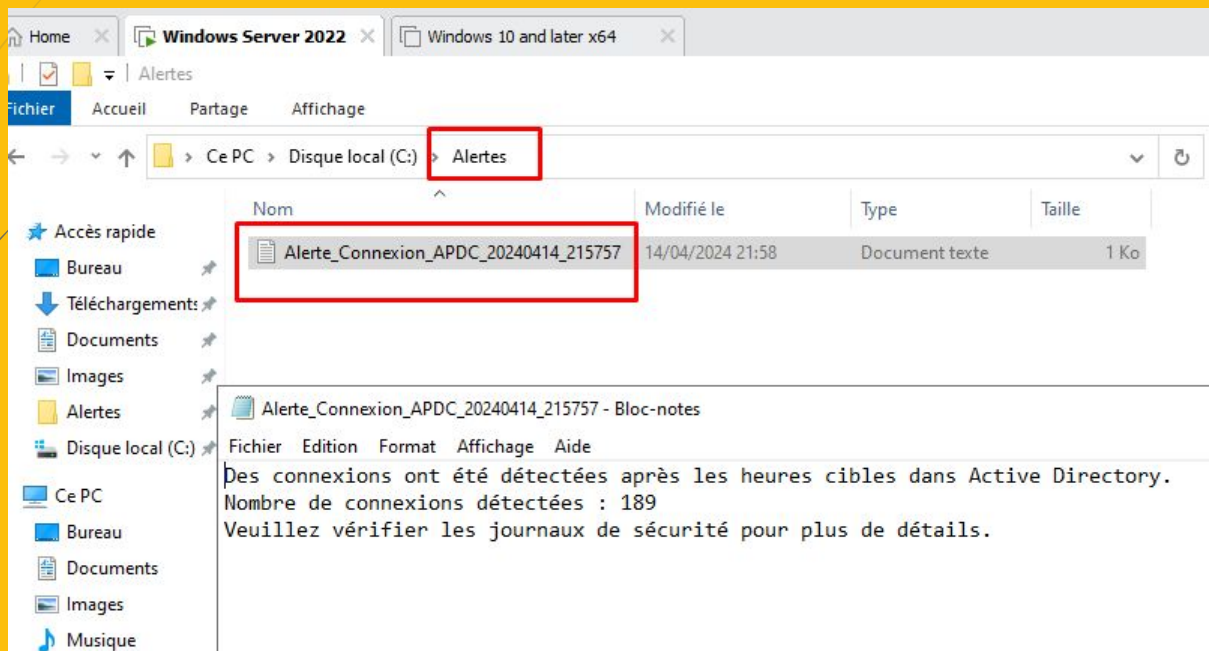 Home
Windows Server 2022
Windows 10 and later x64
Alertes
Fichier Accueil Partage Affichage
Ce PC > Disque local (C:) > Alertes
Nom Modifié le Type Taille
Accès rapide
Alerte_Connexion_APDC_20240414_215757 14/04/2024 21:58 Document texte 1 Ko
Bureau
Téléchargements
Documents
Images
Alertes
Disque local (C:)
Ce PC
Bureau
Documents
Images
Musique
Alerte_Connexion_APDC_20240414_215757 - Bloc-notes
Fichier Edition Format Affichage Aide
Des connexions ont été détectées après les heures cibles dans Active Directory.
Nombre de connexions détectées : 189
Veuillez vérifier les journaux de sécurité pour plus de détails.